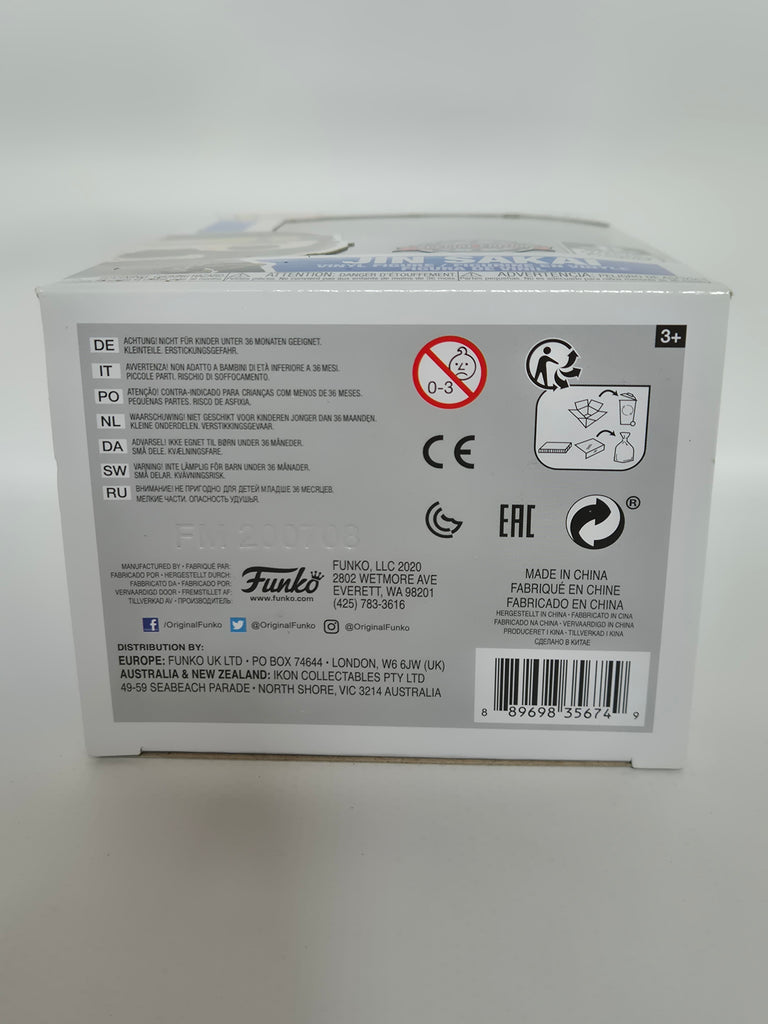 JIN SAKAI
ATTENTION: DANGER D'ÉTOUFFEMENT
ADVERTENCIA
3+
DE ACHTUNG! NICHT FÜR KINDER UNTER 36 MONATEN GEEIGNET.
KLEINTEILE. ERSTICKUNGSGEFAHR.
IT AVVERTENZA! NON ADATTO A BAMBINI DI ETÀ INFERIORE A 36 MESI.
PICCOLE PARTI. RISCHIO DI SOFFOCAMENTO.
PO ATENÇÃO! CONTRA-INDICADO PARA CRIANÇAS COM MENOS DE 36 MESES.
PEQUENAS PARTES. RISCO DE ASFIXIA.
NL WAARSCHUWING! NIET GESCHIKT VOOR KINDEREN JONGER DAN 36 MAANDEN.
KLEINE ONDERDELEN. VERSTIKKINGSGEVAAR.
DA ADVARSEL! IKKE EGNET TIL BØRN UNDER 36 MÅNEDER.
SMÅ DELE. KVÆLNINGSFARE.
SW VARNING! INTE LÄMPLIG FÖR BARN UNDER 36 MÅNADER.
SMÅ DELAR. KVÄVNINGSRISK.
RU ВНИМАНИЕ! НЕ ПРИГОДНО ДЛЯ ДЕТЕЙ МЛАДШЕ 36 МЕСЯЦЕВ.
МЕЛКИЕ ЧАСТИ. ОПАСНОСТЬ УДУШЬЯ.
0-3
CE
EAC
®
FM 200708
MANUFACTURED BY • FABRIQUÉ PAR:
FABRICADO POR • HERGESTELLT DURCH:
FABBRICATO DA • FABRICADO POR:
VERVAARDIGD DOOR • FREMSTILLET AF:
TILLVERKAD AV • ПРОИЗВОДИТЕЛЬ:
Funko
www.funko.com
FUNKO, LLC 2020
2802 WETMORE AVE
EVERETT, WA 98201
(425) 783-3616
/OriginalFunko @OriginalFunko @OriginalFunko
MADE IN CHINA
FABRIQUÉ EN CHINE
FABRICADO EN CHINA
HERGESTELLT IN CHINA • FABBRICATO IN CINA
FABRICADO NA CHINA • VERVAARDIGD IN CHINA
PRODUCERET I KINA • TILLVERKAD I KINA
СДЕЛАНО В КИТАЕ
DISTRIBUTION BY:
EUROPE: FUNKO UK LTD • PO BOX 74644 • LONDON, W6 6JW (UK)
AUSTRALIA & NEW ZEALAND: IKON COLLECTABLES PTY LTD
49-59 SEABEACH PARADE • NORTH SHORE, VIC 3214 AUSTRALIA
8 89698 35674 9